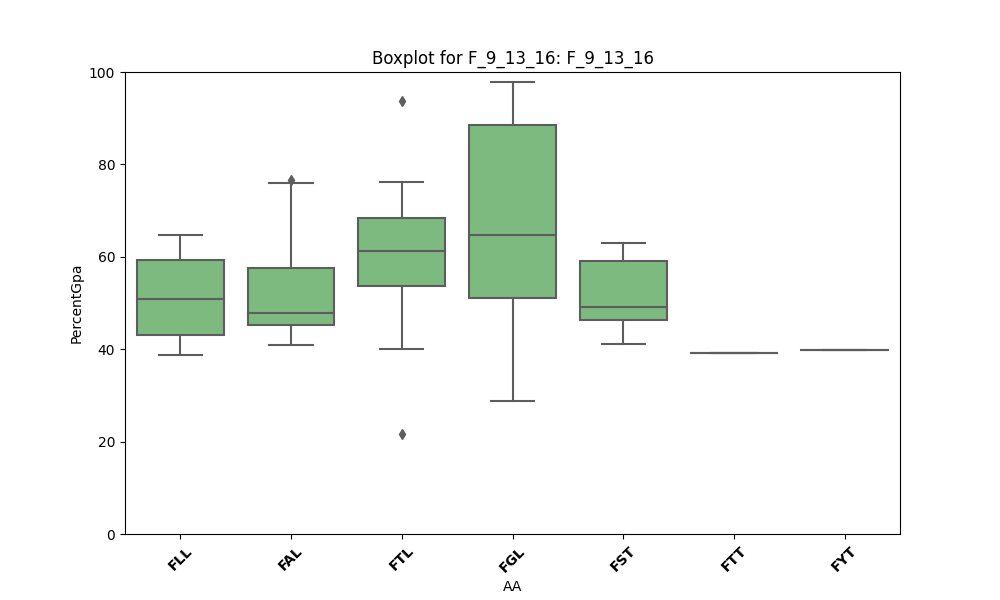 Boxplot for F_9_13_16: F_9_13_16
100
80
60
40
20
0
PercentGpa
FLL
FAL
FTL
FGL
FST
FTT
FYT
AA